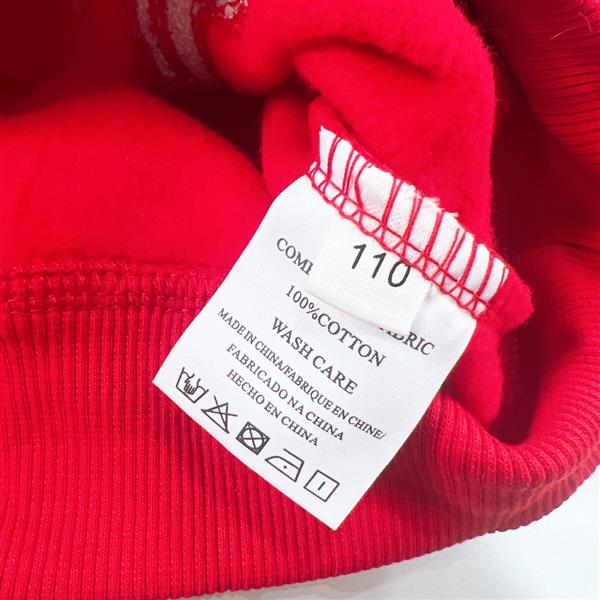 110
100%COTTON
WASH CARE
MADE IN CHINA/FABRIQUE EN CHINE/
FABRICADO NA CHINA
HECHO EN CHINA